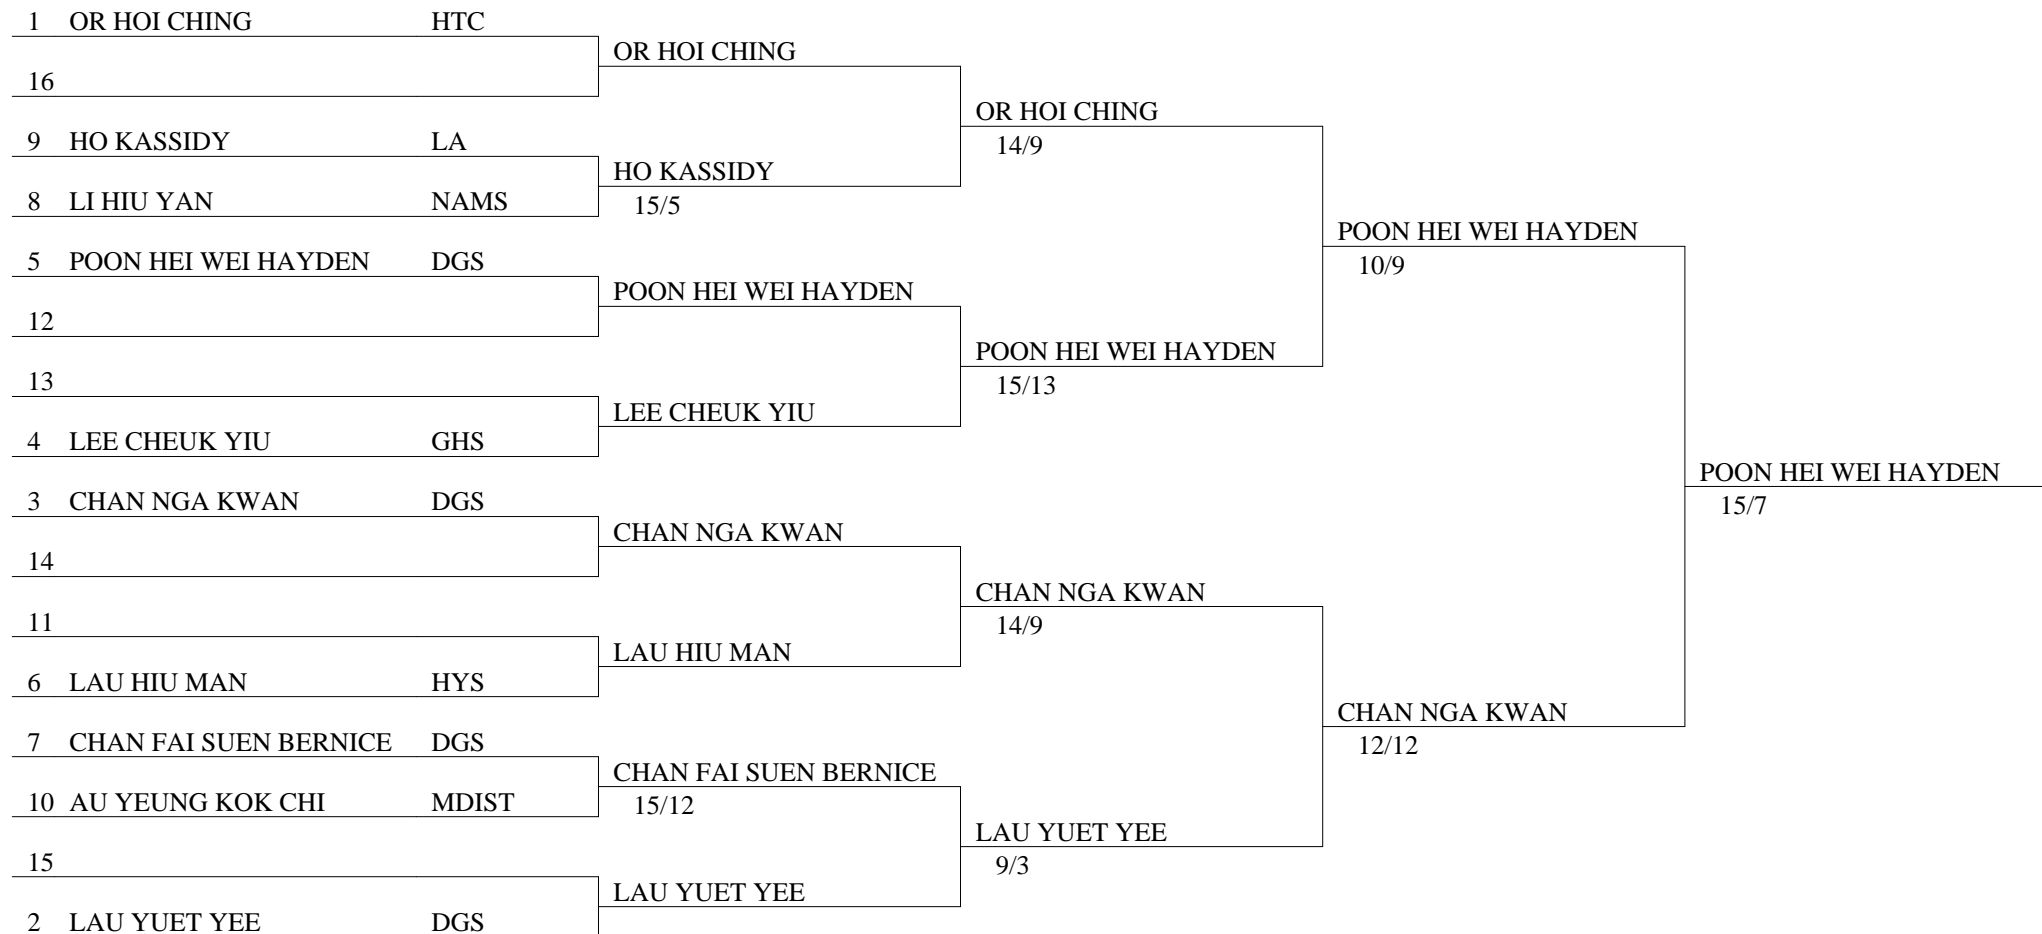 1 OR HOI CHING HTC
OR HOI CHING
16
OR HOI CHING
14/9
9 HO KASSIDY LA
HO KASSIDY
15/5
8 LI HIU YAN NAMS
POON HEI WEI HAYDEN
10/9
5 POON HEI WEI HAYDEN DGS
POON HEI WEI HAYDEN
12
POON HEI WEI HAYDEN
15/13
13
LEE CHEUK YIU
4 LEE CHEUK YIU GHS
POON HEI WEI HAYDEN
15/7
3 CHAN NGA KWAN DGS
CHAN NGA KWAN
14
CHAN NGA KWAN
14/9
11
LAU HIU MAN
6 LAU HIU MAN HYS
CHAN NGA KWAN
12/12
7 CHAN FAI SUEN BERNICE DGS
CHAN FAI SUEN BERNICE
15/12
10 AU YEUNG KOK CHI MDIST
LAU YUET YEE
9/3
15
LAU YUET YEE
2 LAU YUET YEE DGS